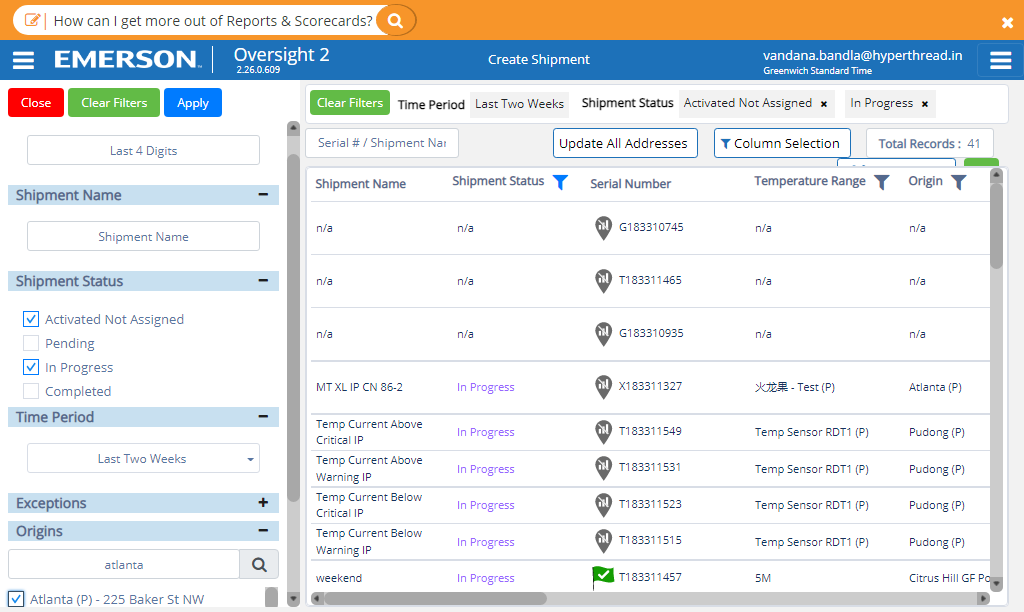 How can I get more out of Reports & Scorecards?
EMERSON.
Oversight 2
2.26.0.609
Create Shipment
vandana.bandla@hyperthread.in
Greenwich Standard Time
Close
Clear Filters
Apply
Last 4 Digits
Shipment Name
Shipment Name
Shipment Status
Activated Not Assigned
Pending
In Progress
Completed
Time Period
Last Two Weeks
Exceptions
Origins
atlanta
Atlanta (P) - 225 Baker St NW
Clear Filters
Time Period
Last Two Weeks
Shipment Status
Activated Not Assigned ×
In Progress ×
Serial # / Shipment Nar
Update All Addresses
Column Selection
Total Records : 41
Shipment Name Shipment Status Serial Number Temperature Range Origin
n/a n/a G183310745 n/a n/a
n/a n/a T183311465 n/a n/a
n/a n/a G183310935 n/a n/a
MT XL IP CN 86-2 In Progress X183311327 火龙果 - Test (P) Atlanta (P)
Temp Current Above
Critical IP
In Progress T183311549 Temp Sensor RDT1 (P) Pudong (P)
Temp Current Above
Warning IP
In Progress T183311531 Temp Sensor RDT1 (P) Pudong (P)
Temp Current Below
Critical IP
In Progress T183311523 Temp Sensor RDT1 (P) Pudong (P)
Temp Current Below
Warning IP
In Progress T183311515 Temp Sensor RDT1 (P) Pudong (P)
weekend In Progress T183311457 5M Citrus Hill GF Po